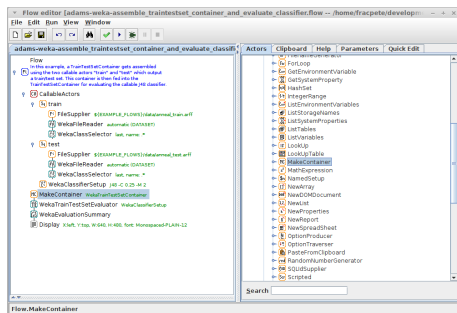 Flow editor [adams-weka-assemble_traintestset_container_and_evaluate_classifier.flow -- /home/fracpete/developm
File Edit Run View Window
adams-weka-assemble_traintestset_container_and_evaluate_classifi
Flow
In this example, a TrainTestSetContainer gets assembled
using the two callable actors "train" and "test" which output
a traintest set. This container is then fed into the
TrainTestSetContainer for evaluating the callable J48 classifier.
CallableActors
train
FileSupplier ${EXAMPLE_FLOWS}/data/anneal_train.arff
WekaFileReader automatic (DATASET)
WekaClassSelector last, name: .*
test
FileSupplier ${EXAMPLE_FLOWS}/data/anneal_test.arff
WekaFileReader automatic (DATASET)
WekaClassSelector last, name: .*
WekaClassifierSetup J48 -C 0.25 -M 2
MakeContainer WekaTrainTestSetContainer
WekaTrainTestSetEvaluator WekaClassifierSetup
WekaEvaluationSummary
Display X:left, Y:top, W:640, H:480, font: Monospaced-PLAIN-12
Actors Clipboard Help Parameters Quick Edit
ForLoop
GetEnvironmentVariable
GetSystemProperty
HashSet
IntegerRange
ListEnvironmentVariables
ListStorageNames
ListSystemProperties
ListTables
ListVariables
LookUp
LookUpTable
MakeContainer
MathExpression
NamedSetup
NewArray
NewDOMDocument
NewList
NewProperties
NewReport
NewSpreadSheet
OptionProducer
OptionTraverser
PasteFromClipboard
RandomNumberGenerator
SQLIdSupplier
Scripted
Search
Flow.MakeContainer